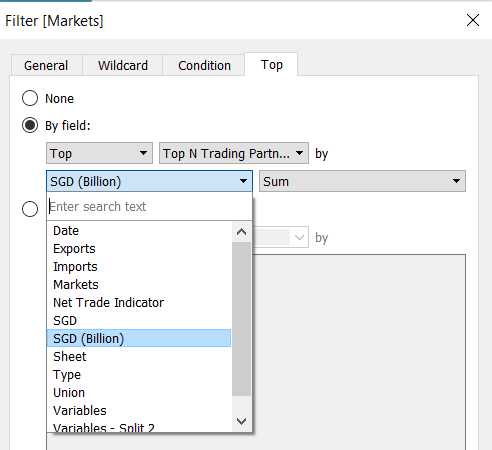 Filter [Markets]
General Wildcard Condition Top
None
By field:
Top Top N Trading Partn... by
SGD (Billion) Sum
Enter search text
by
Date
Exports
Imports
Markets
Net Trade Indicator
SGD
SGD (Billion)
Sheet
Type
Union
Variables
Variables - Split 2